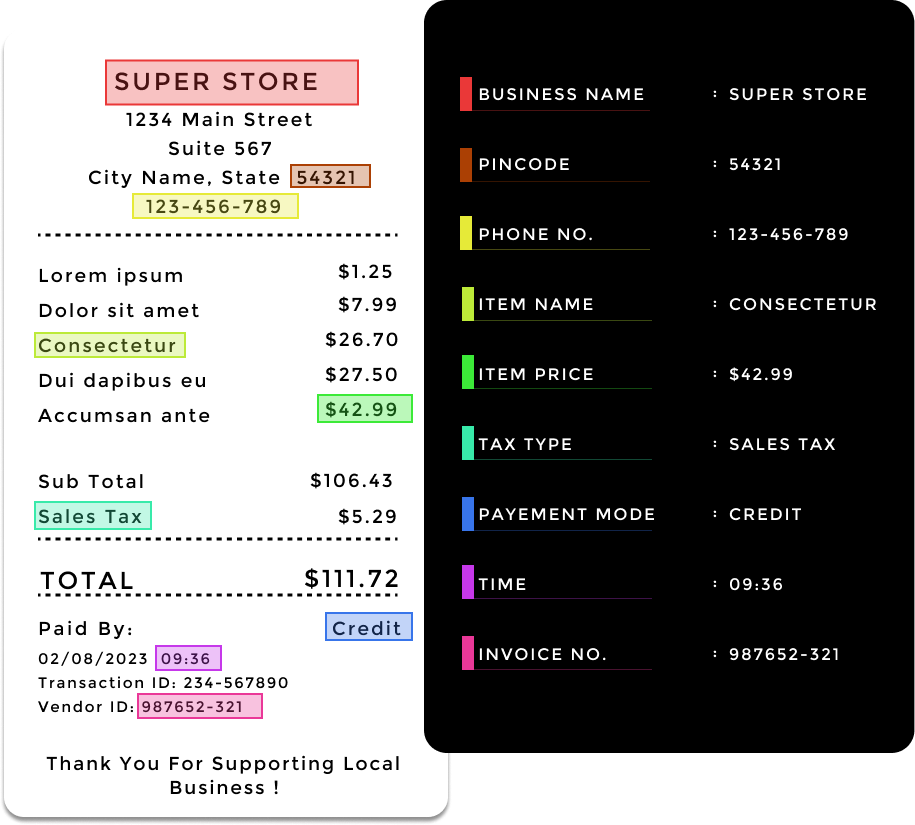 SUPER STORE
1234 Main Street
Suite 567
City Name, State 54321
123-456-789
Lorem ipsum $1.25
Dolor sit amet $7.99
Consectetur $26.70
Dui dapibus eu $27.50
Accumsan ante $42.99
Sub Total $106.43
Sales Tax $5.29
TOTAL $111.72
Paid By: Credit
02/08/2023 09:36
Transaction ID: 234-567890
Vendor ID: 987652-321
Thank You For Supporting Local
Business !
BUSINESS NAME : SUPER STORE
PINCODE : 54321
PHONE NO. : 123-456-789
ITEM NAME : CONSECTETUR
ITEM PRICE : $42.99
TAX TYPE : SALES TAX
PAYEMENT MODE : CREDIT
TIME : 09:36
INVOICE NO. : 987652-321